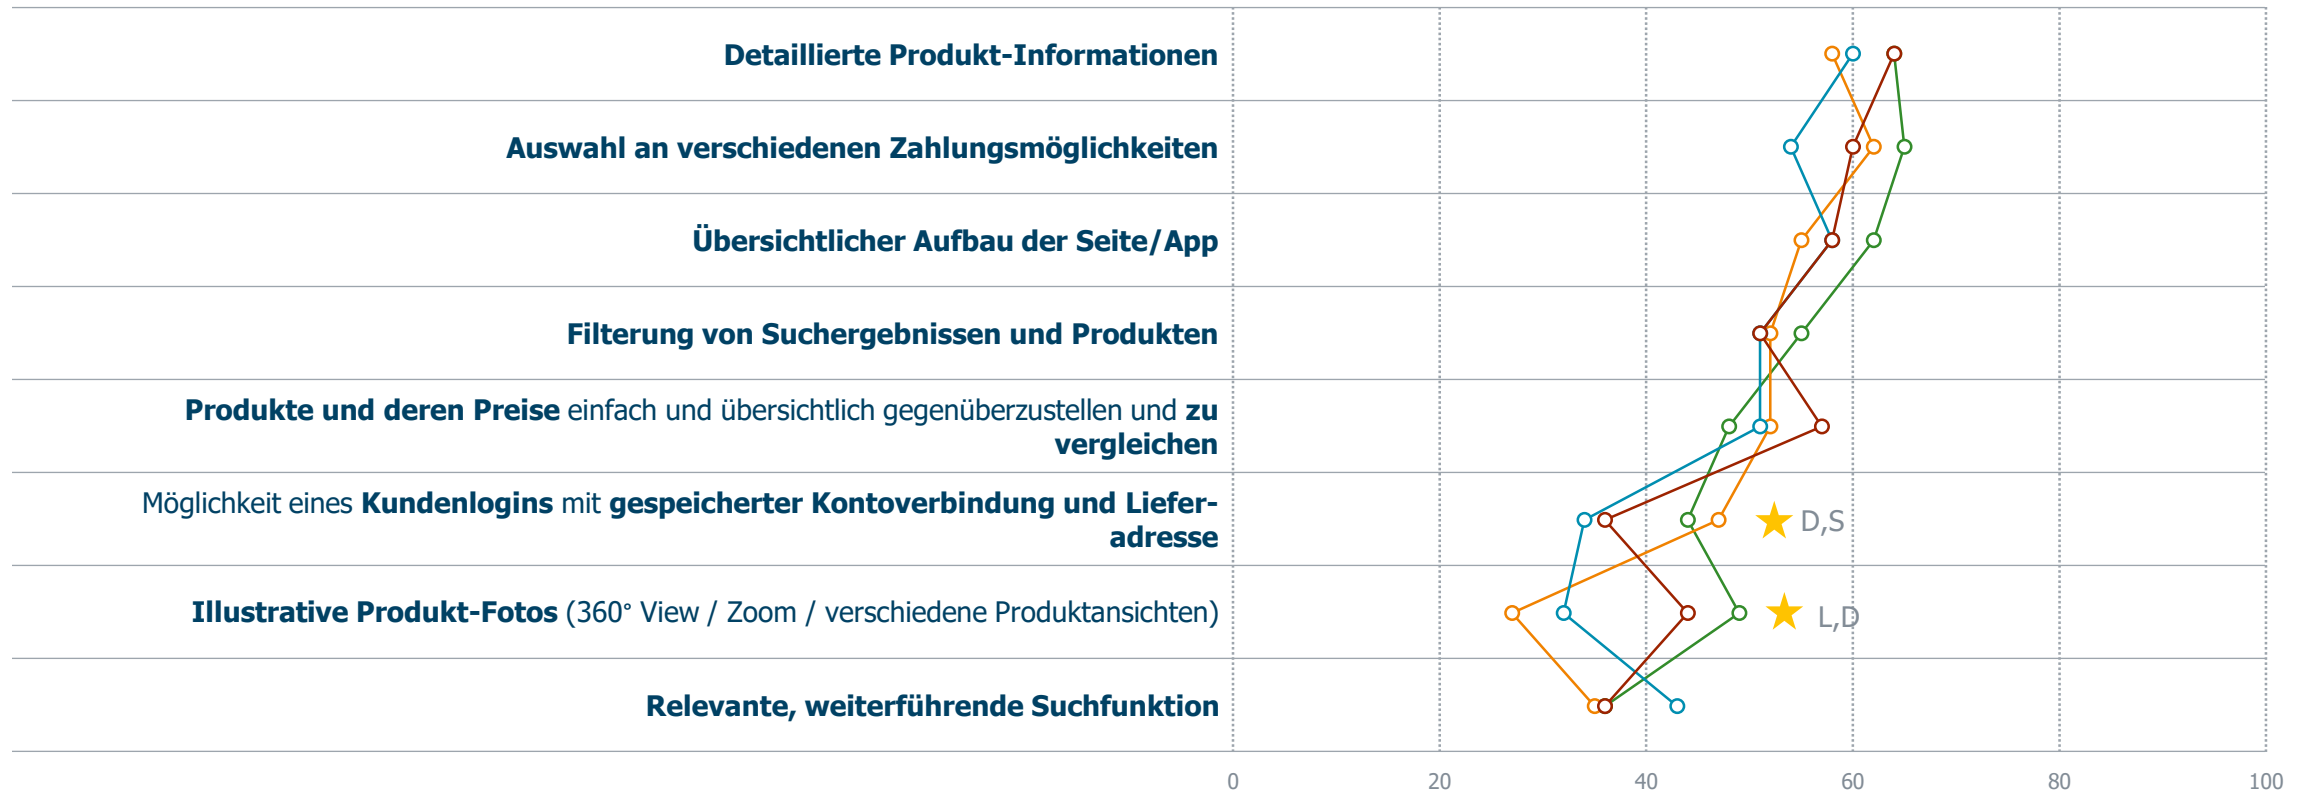 Detaillierte Produkt-Informationen
Auswahl an verschiedenen Zahlungsmöglichkeiten
Übersichtlicher Aufbau der Seite/App
Filterung von Suchergebnissen und Produkten
Produkte und deren Preise einfach und übersichtlich gegenüberzustellen und zu
vergleichen
Möglichkeit eines Kundenlogins mit gespeicherter Kontoverbindung und Liefer-
adresse
D,S
Illustrative Produkt-Fotos (360° View / Zoom / verschiedene Produktansichten)
L,D
Relevante, weiterführende Suchfunktion
0 20 40 60 80 100